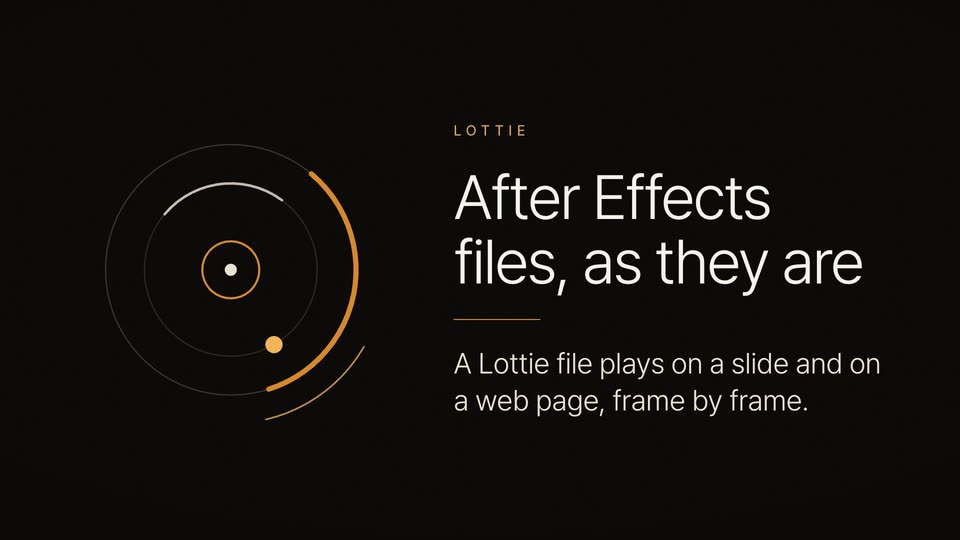 LOTTIE
After Effects
files, as they are
A Lottie file plays on a slide and on
a web page, frame by frame.